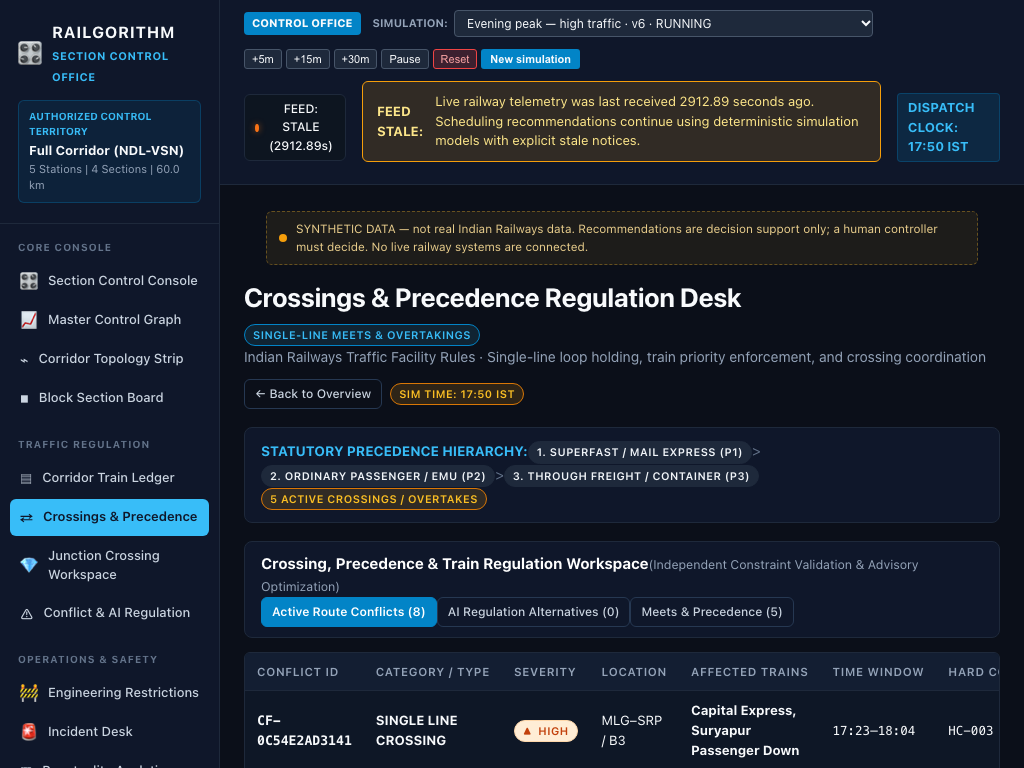 RAILGORITHM
SECTION CONTROL
OFFICE
AUTHORIZED CONTROL
TERRITORY
Full Corridor (NDL-VSN)
5 Stations | 4 Sections | 60.0
km
CORE CONSOLE
Section Control Console
Master Control Graph
Corridor Topology Strip
Block Section Board
TRAFFIC REGULATION
Corridor Train Ledger
Crossings & Precedence
Junction Crossing
Workspace
Conflict & AI Regulation
OPERATIONS & SAFETY
Engineering Restrictions
Incident Desk
CONTROL OFFICE
SIMULATION:
Evening peak — high traffic · v6 · RUNNING
+5m
+15m
+30m
Pause
Reset
New simulation
FEED:
STALE
(2912.89s)
FEED
STALE:
Live railway telemetry was last received 2912.89 seconds ago.
Scheduling recommendations continue using deterministic simulation
models with explicit stale notices.
DISPATCH
CLOCK:
17:50 IST
SYNTHETIC DATA — not real Indian Railways data. Recommendations are decision support only; a human controller
must decide. No live railway systems are connected.
Crossings & Precedence Regulation Desk
SINGLE-LINE MEETS & OVERTAKINGS
Indian Railways Traffic Facility Rules · Single-line loop holding, train priority enforcement, and crossing coordination
← Back to Overview
SIM TIME: 17:50 IST
STATUTORY PRECEDENCE HIERARCHY: 1. SUPERFAST / MAIL EXPRESS (P1) >
2. ORDINARY PASSENGER / EMU (P2) > 3. THROUGH FREIGHT / CONTAINER (P3)
5 ACTIVE CROSSINGS / OVERTAKES
Crossing, Precedence & Train Regulation Workspace (Independent Constraint Validation & Advisory
Optimization)
Active Route Conflicts (8)
AI Regulation Alternatives (0)
Meets & Precedence (5)
CONFLICT ID CATEGORY / TYPE SEVERITY LOCATION AFFECTED TRAINS TIME WINDOW HARD
CF-
0C54E2AD3141
SINGLE LINE
CROSSING
▲ HIGH
MLG–SRP
/ B3
Capital Express,
Suryapur
Passenger Down
17:23–18:04
HC-003